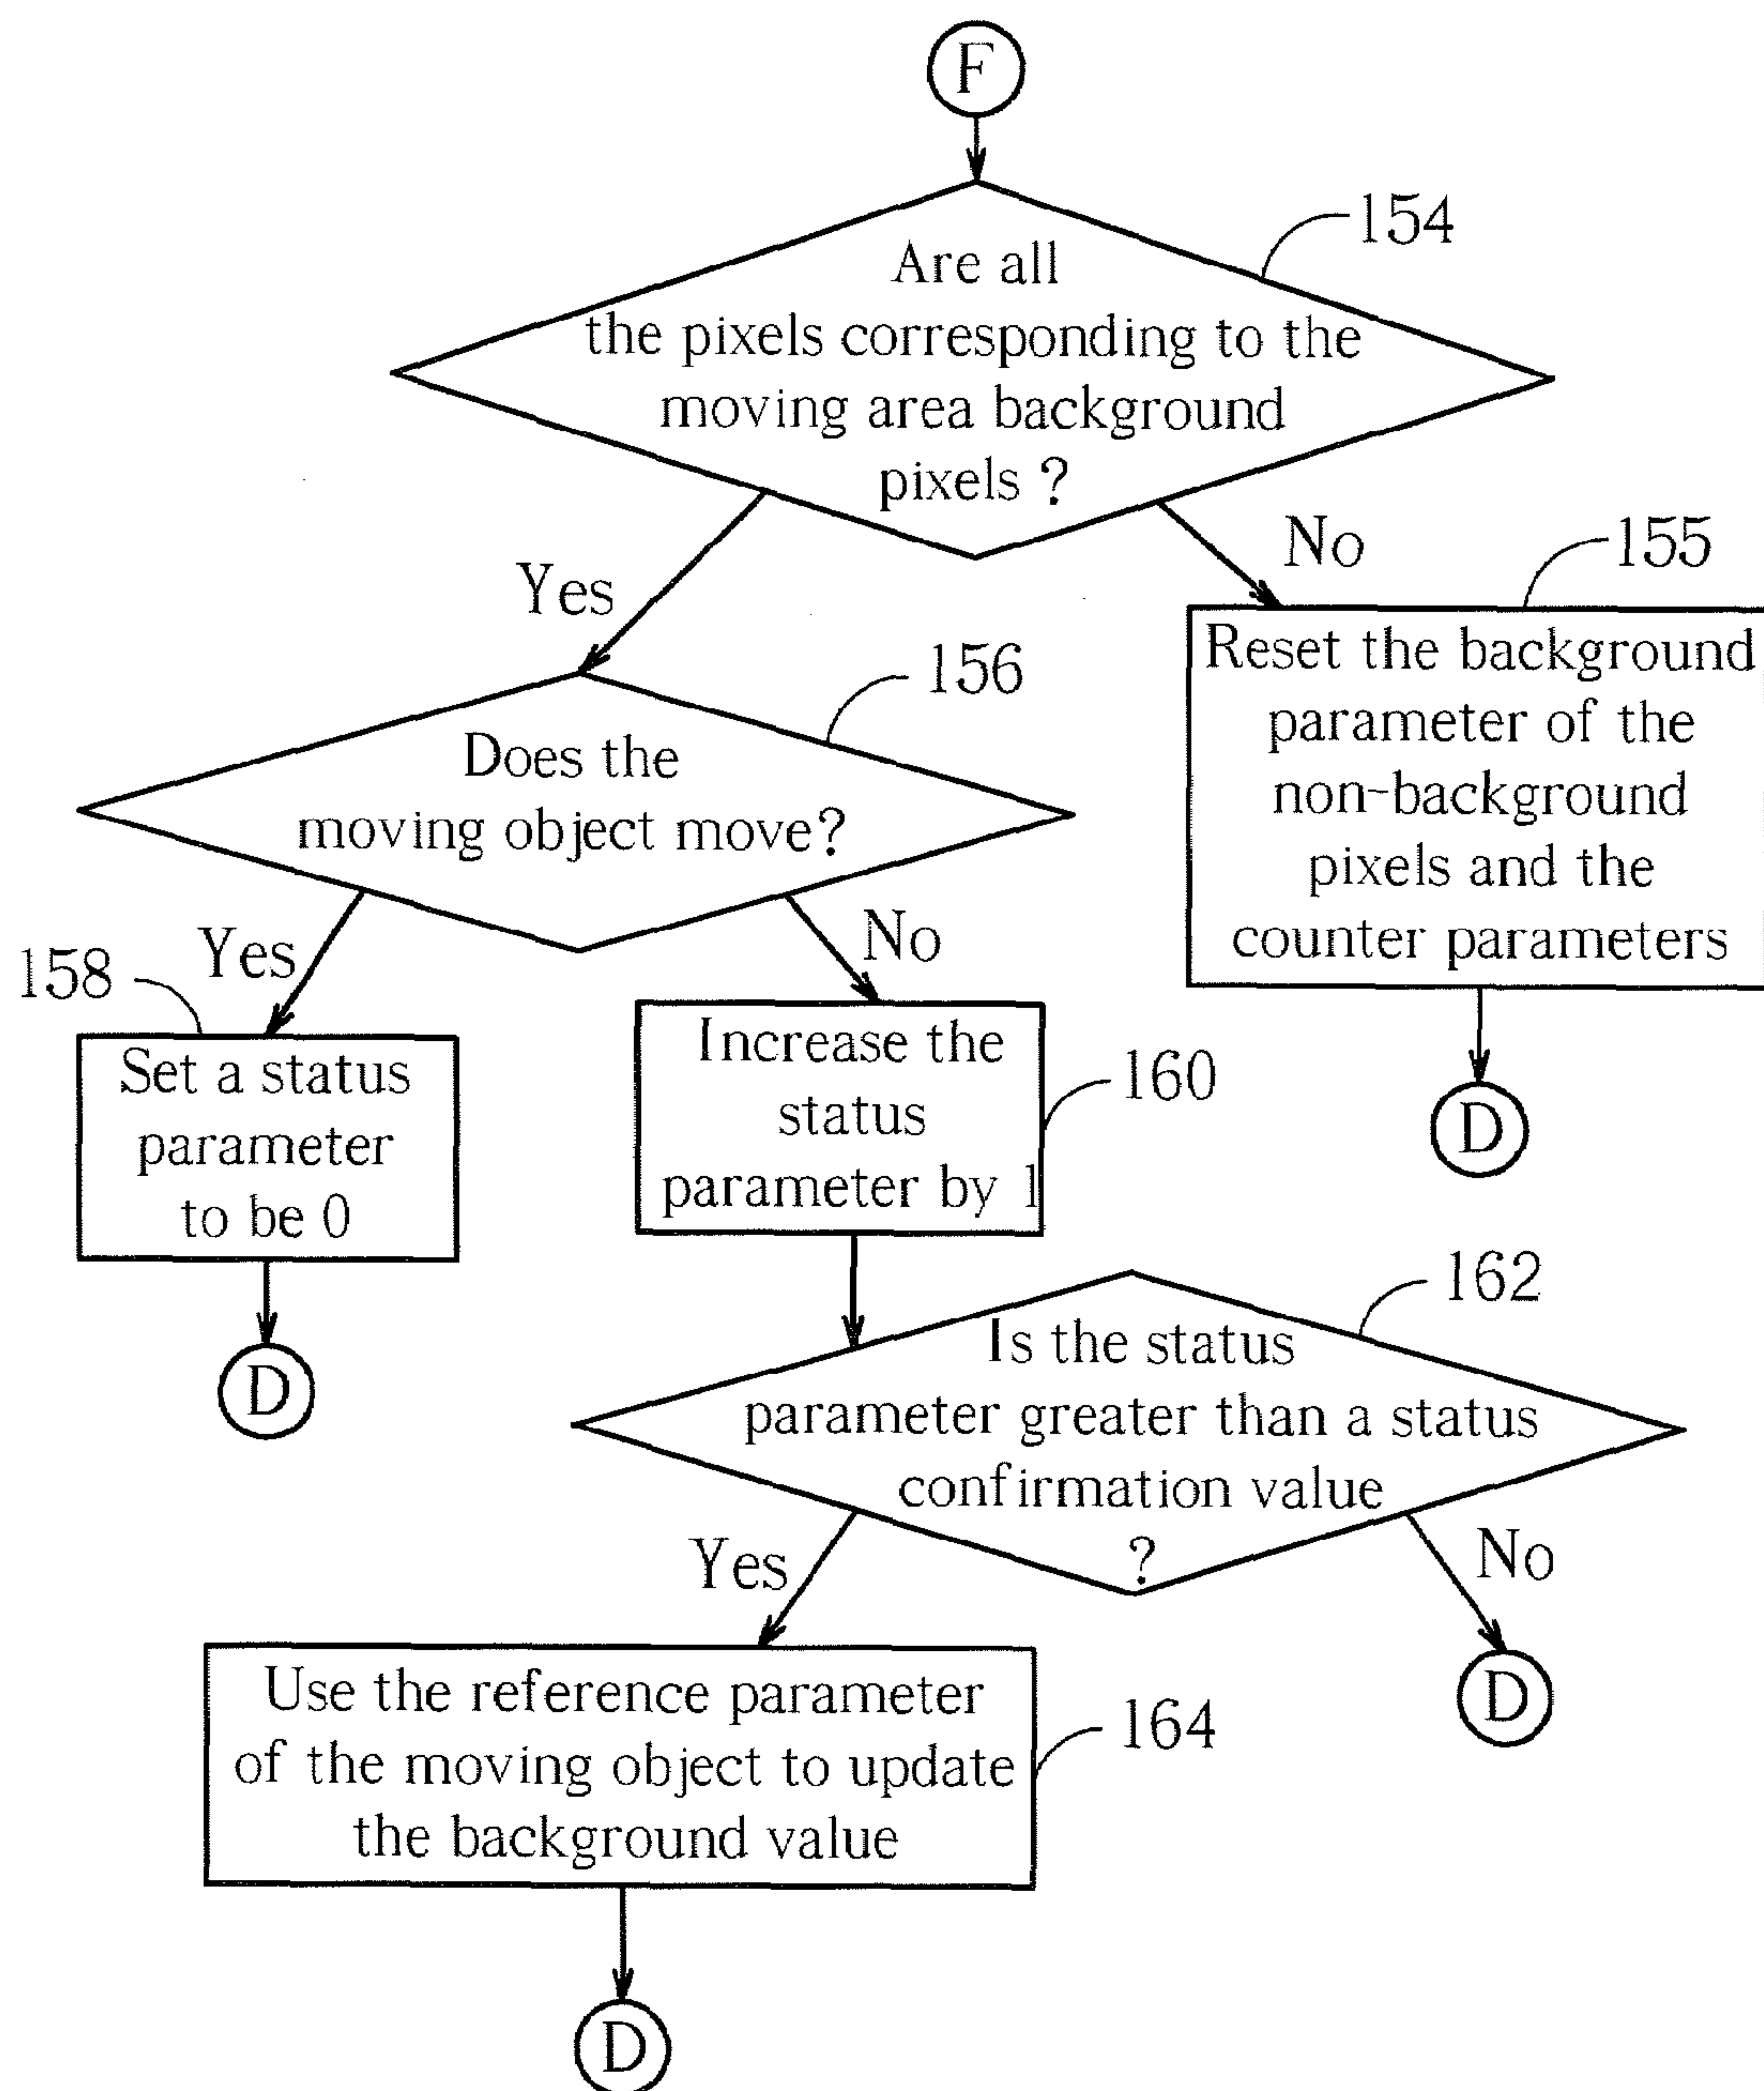 F
154
Are all
the pixels corresponding to the
moving area background
pixels ?
Yes
No
155
Reset the background
parameter of the
non-background
pixels and the
counter parameters
D
156
Does the
moving object move?
Yes
No
158
Set a status
parameter
to be 0
D
160
Increase the
status
parameter by 1
162
Is the status
parameter greater than a status
confirmation value
?
Yes
No
D
164
Use the reference parameter
of the moving object to update
the background value
D